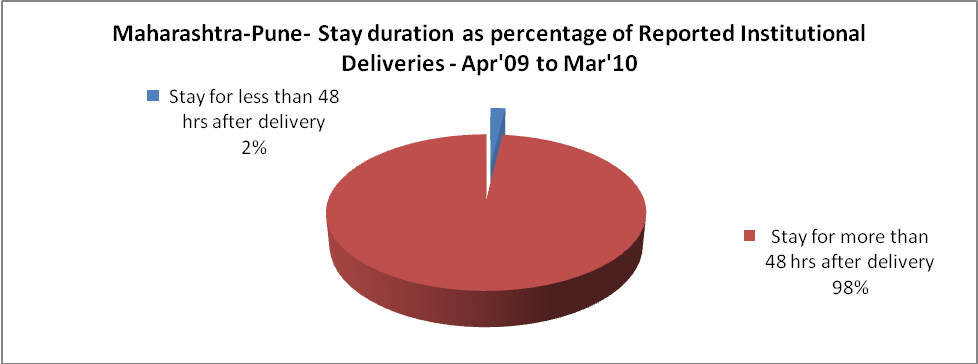 Maharashtra-Pune- Stay duration as percentage of Reported Institutional
Deliveries - Apr'09 to Mar'10
Stay for less than 48
hrs after delivery
2%
Stay for more than
48 hrs after delivery
98%